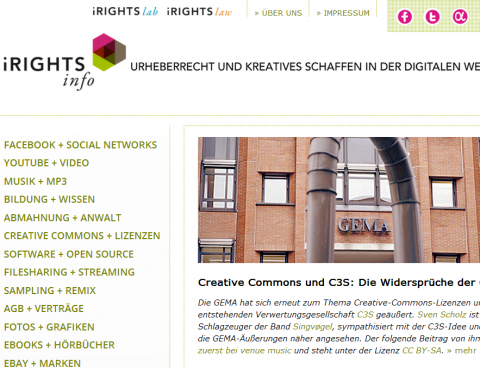 iRIGHTS lab iRIGHTS law » ÜBER UNS » IMPRESSUM
iRIGHTS info
URHEBERRECHT UND KREATIVES SCHAFFEN IN DER DIGITALEN
FACEBOOK + SOCIAL NETWORKS
YOUTUBE + VIDEO
MUSIK + MP3
BILDUNG + WISSEN
ABMAHNUNG + ANWALT
CREATIVE COMMONS + LIZENZEN
SOFTWARE + OPEN SOURCE
FILESHARING + STREAMING
SAMPLING + REMIX
AGB + VERTRÄGE
FOTOS + GRAFIKEN
EBOOKS + HÖRBÜCHER
EBAY + MARKEN
GEMA
Creative Commons und C3S: Die Widersprüche der
Die GEMA hat sich erneut zum Thema Creative-Commons-Lizenzen
entstehenden Verwertungsgesellschaft C3S geäußert. Sven Scholz ist
Schlagzeuger der Band Singvøgel, sympathisiert mit der C3S-Idee und
die GEMA-Äußerungen näher angesehen. Der folgende Beitrag von
zuerst bei venue music und steht unter der Lizenz CC BY-SA. » mehr